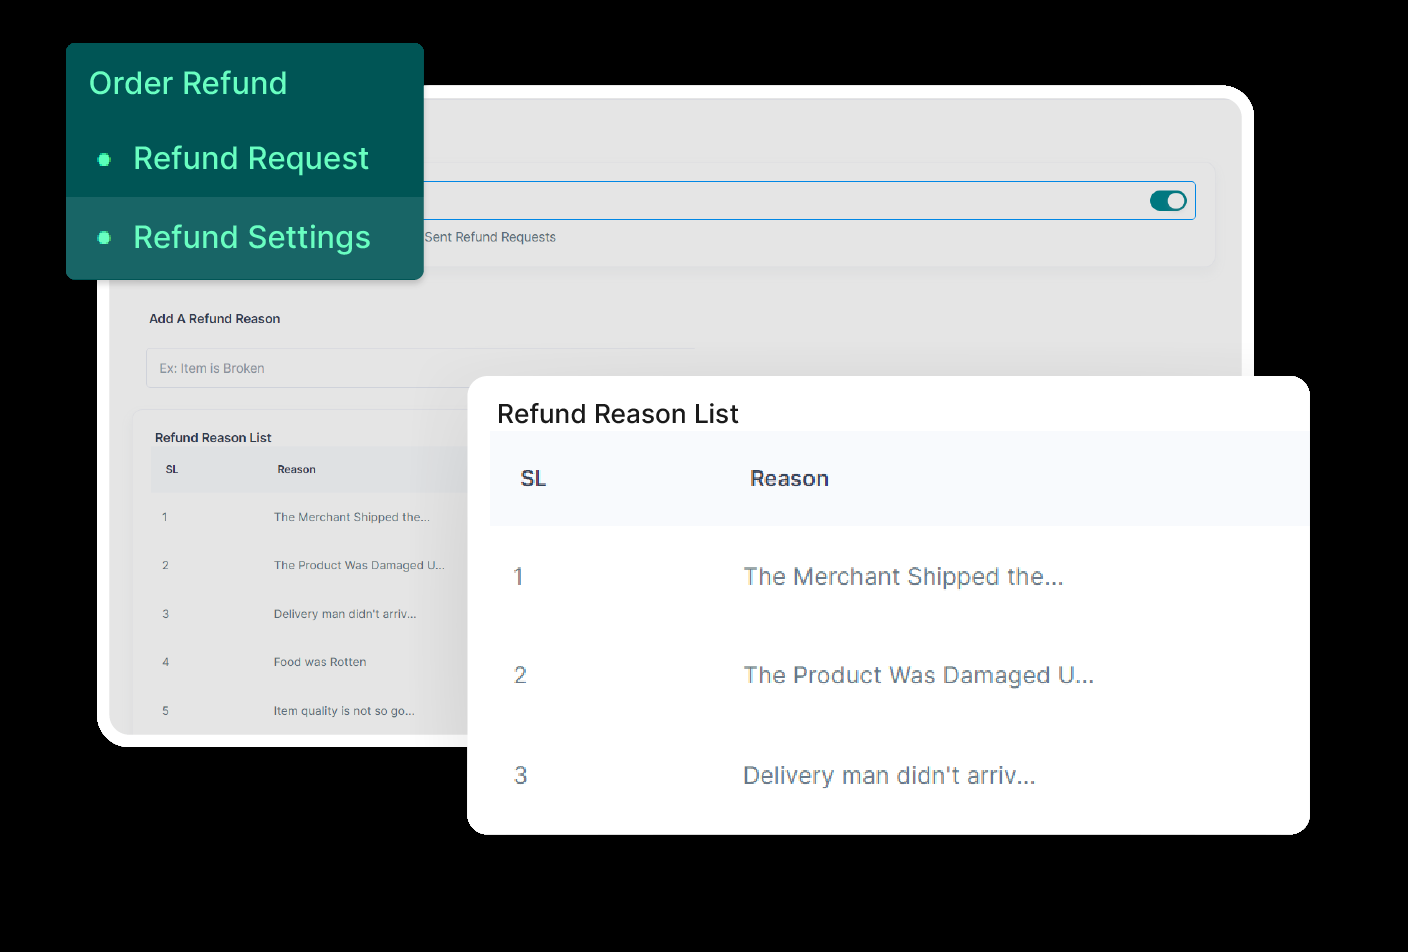 Order Refund
Refund Request
Refund Settings
Sent Refund Requests
Add A Refund Reason
Ex: Item is Broken
Refund Reason List
SL Reason
1 The Merchant Shipped the...
2 The Product Was Damaged U...
3 Delivery man didn't arriv...
4 Food was Rotten
5 Item quality is not so go...
Refund Reason List
SL Reason
1 The Merchant Shipped the...
2 The Product Was Damaged U...
3 Delivery man didn't arriv...